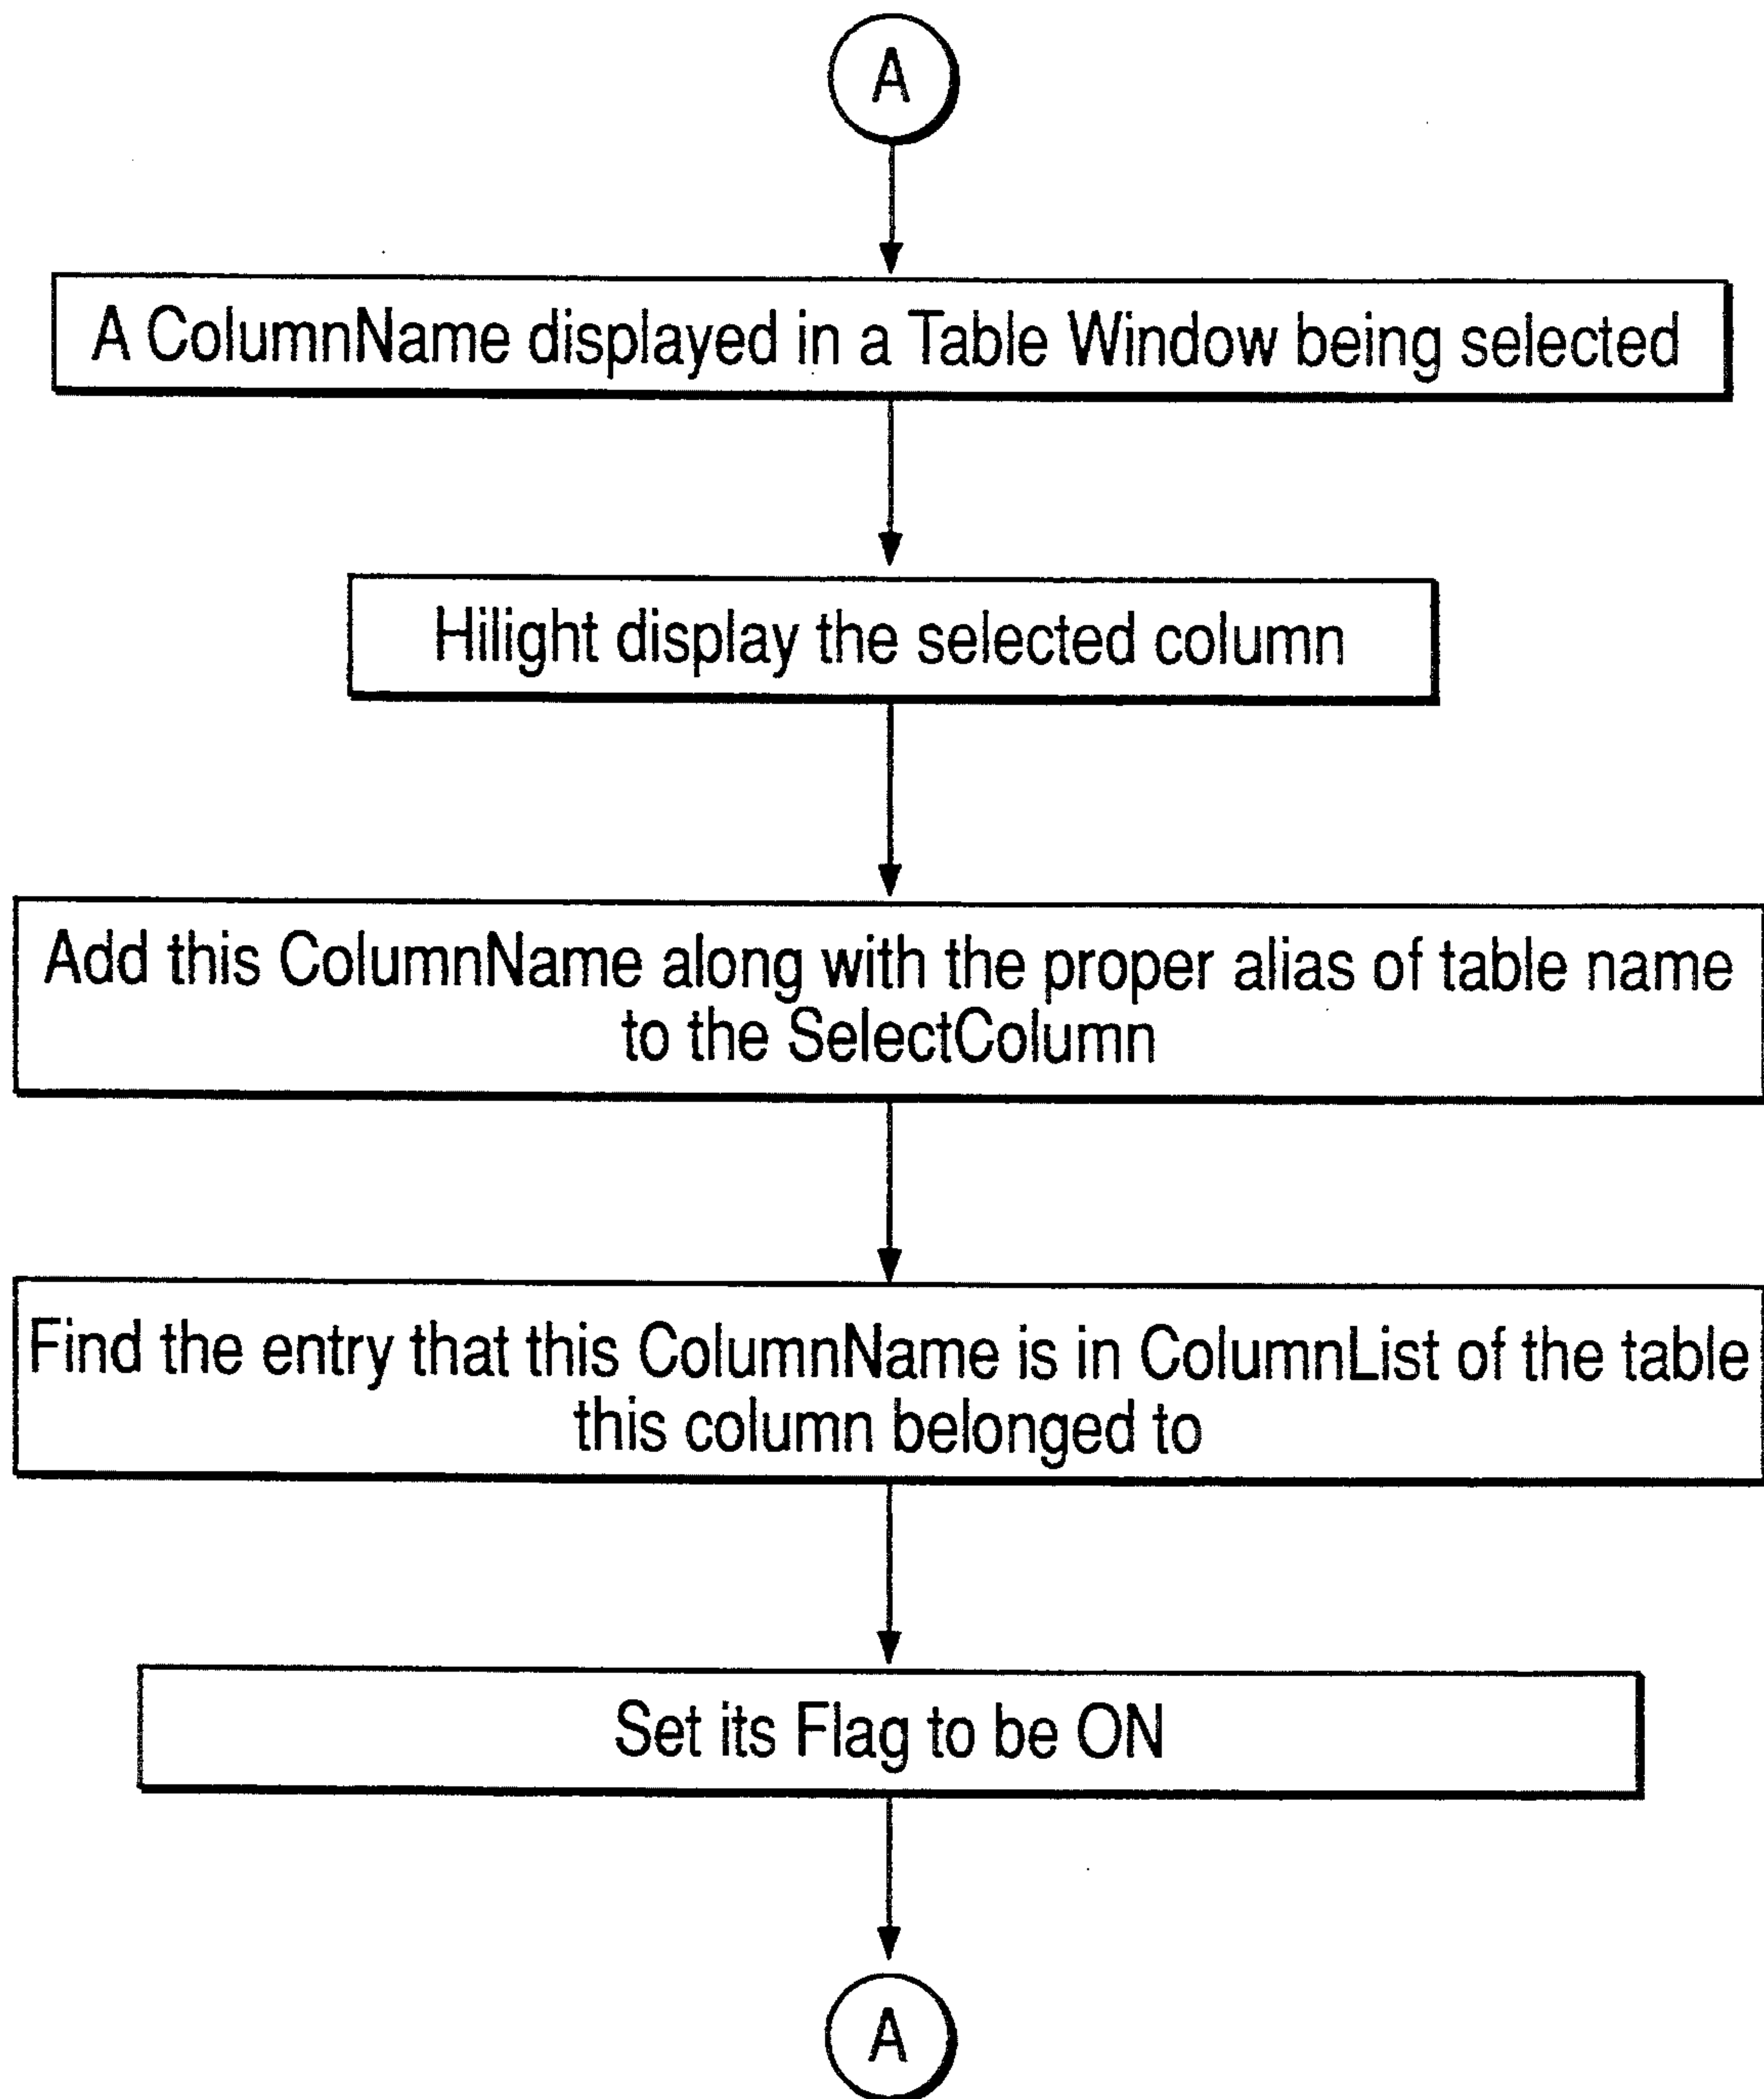 A
A ColumnName displayed in a Table Window being selected
Hilight display the selected column
Add this ColumnName along with the proper alias of table name
to the SelectColumn
Find the entry that this ColumnName is in ColumnList of the table
this column belonged to
Set its Flag to be ON
A